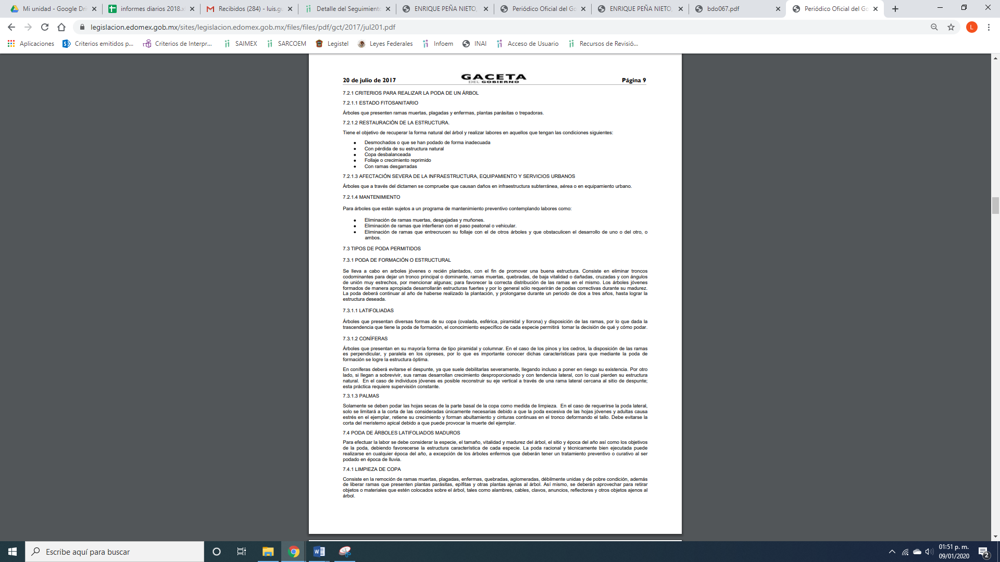 Mi unidad - Google Dri
informes diarios 2018.x
Recibidos (284) - luis.gu
Detalle del Seguimiento
ENRIQUE PEÑA NIETO,
Periódico Oficial del Go
ENRIQUE PEÑA NIETO,
bdo067.pdf
Periódico Oficial del Go
legislacion.edomex.gob.mx/sites/legislacion.edomex.gob.mx/files/files/pdf/gct/2017/jul201.pdf
L
Aplicaciones
Criterios emitidos p...
Criterios de Interpr...
SAIMEX
SARCOEM
Legistel
Leyes Federales
Infoem
INAI
Acceso de Usuario
Recursos de Revisió...
20 de julio de 2017
GACETA
DEL GOBIERNO
Página 9
7.2.1 CRITERIOS PARA REALIZAR LA PODA DE UN ÁRBOL
7.2.1.1 ESTADO FITOSANITARIO
Árboles que presenten ramas muertas, plagadas y enfermas, plantas parásitas o trepadoras.
7.2.1.2 RESTAURACIÓN DE LA ESTRUCTURA.
Tiene el objetivo de recuperar la forma natural del árbol y realizar labores en aquellos que tengan las condiciones siguientes:
• Desmochados o que se han podado de forma inadecuada
• Con pérdida de su estructura natural
• Copa desbalanceada
• Follaje o crecimiento reprimido
• Con ramas desgarradas
7.2.1.3 AFECTACIÓN SEVERA DE LA INFRAESTRUCTURA, EQUIPAMIENTO Y SERVICIOS URBANOS
Árboles que a través del dictamen se compruebe que causan daños en infraestructura subterránea, aérea o en equipamiento urbano.
7.2.1.4 MANTENIMIENTO
Para árboles que están sujetos a un programa de mantenimiento preventivo contemplando labores como:
• Eliminación de ramas muertas, desgajadas y muñones.
• Eliminación de ramas que interfieran con el paso peatonal o vehicular.
• Eliminación de ramas que entrecrucen su follaje con el de otros árboles y que obstaculicen el desarrollo de uno o del otro, o
ambos.
7.3 TIPOS DE PODA PERMITIDOS
7.3.1 PODA DE FORMACIÓN O ESTRUCTURAL
Se lleva a cabo en arboles jóvenes o recién plantados, con el fin de promover una buena estructura. Consiste en eliminar troncos
codominantes para dejar un tronco principal o dominante, ramas muertas, quebradas, de baja vitalidad o dañadas, cruzadas y con ángulos
de unión muy estrechos, por mencionar algunas; para favorecer la correcta distribución de las ramas en el mismo. Los árboles jóvenes
formados de manera apropiada desarrollarán estructuras fuertes y por lo general sólo requerirán de podas correctivas durante su madurez.
La poda deberá continuar al año de haberse realizado la plantación, y prolongarse durante un periodo de dos a tres años, hasta lograr la
estructura deseada.
7.3.1.1 LATIFOLIADAS
Árboles que presentan diversas formas de su copa (ovalada, esférica, piramidal y llorona) y disposición de las ramas, por lo que dada la
trascendencia que tiene la poda de formación, el conocimiento específico de cada especie permitirá tomar la decisión de qué y cómo podar.
7.3.1.2 CONÍFERAS
Árboles que presentan en su mayoría forma de tipo piramidal y columnar. En el caso de los pinos y los cedros, la disposición de las ramas
es perpendicular, y paralela en los cipreses, por lo que es importante conocer dichas características para que mediante la poda de
formación se logre la estructura óptima.
En coníferas deberá evitarse el despunte, ya que suele debilitarlas severamente, llegando incluso a poner en riesgo su existencia. Por otro
lado, si llegan a sobrevivir, sus ramas desarrollan crecimiento desproporcionado y con tendencia lateral, con lo cual pierden su estructura
natural. En el caso de individuos jóvenes es posible reconstruir su eje vertical a través de una rama lateral cercana al sitio de despunte;
esta práctica requiere supervisión constante.
7.3.1.3 PALMAS
Solamente se deben podar las hojas secas de la parte basal de la copa como medida de limpieza. En el caso de requerirse la poda lateral,
solo se limitará a la corta de las consideradas únicamente necesarias debido a que la poda excesiva de las hojas jóvenes y adultas causa
estrés en el ejemplar, retiene su crecimiento y forman abultamiento y cinturas continuas en el tronco deformando el tallo. Debe evitarse la
corta del meristemo apical debido a que puede provocar la muerte del ejemplar.
7.4 PODA DE ÁRBOLES LATIFOLIADOS MADUROS
Para efectuar la labor se debe considerar la especie, el tamaño, vitalidad y madurez del árbol, el sitio y época del año así como los objetivos
de la poda, debiendo favorecerse la estructura característica de cada especie. La poda racional y técnicamente bien ejecutada puede
realizarse en cualquier época del año, a excepción de los árboles enfermos que deberán tener un tratamiento preventivo o curativo al ser
podado en época de lluvia.
7.4.1 LIMPIEZA DE COPA
Consiste en la remoción de ramas muertas, plagadas, enfermas, quebradas, aglomeradas, débilmente unidas y de pobre condición, además
de liberar ramas que presenten plantas parásitas, epífitas y otras plantas ajenas al árbol. Así mismo, se deberán aprovechar para retirar
objetos o materiales que estén colocados sobre el árbol, tales como alambres, cables, clavos, anuncios, reflectores y otros objetos ajenos al
árbol.
Escribe aquí para buscar
01:51 p. m.
09/01/2020
2